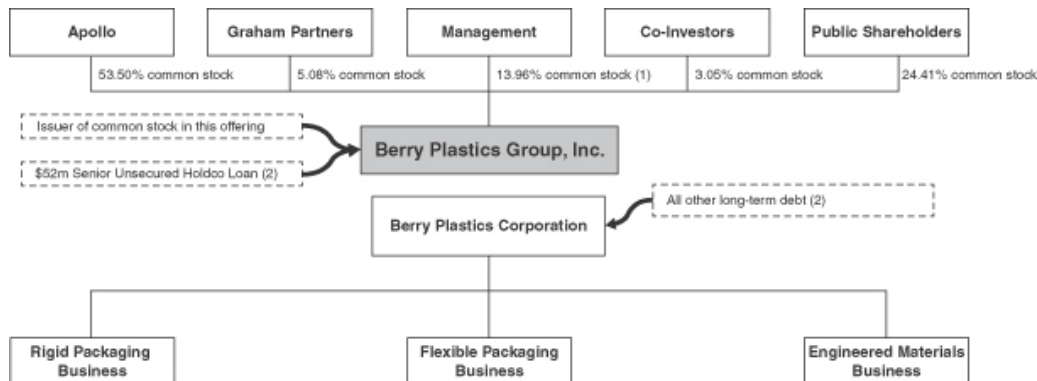 Apollo
Graham Partners
Management
Co-Investors
Public Shareholders
53.50% common stock
5.08% common stock
13.96% common stock (1)
3.05% common stock
24.41% common stock
Issuer of common stock in this offering
Berry Plastics Group, Inc.
$52m Senior Unsecured Holdco Loan (2)
All other long-term debt (2)
Berry Plastics Corporation
Rigid Packaging
Business
Flexible Packaging
Business
Engineered Materials
Business